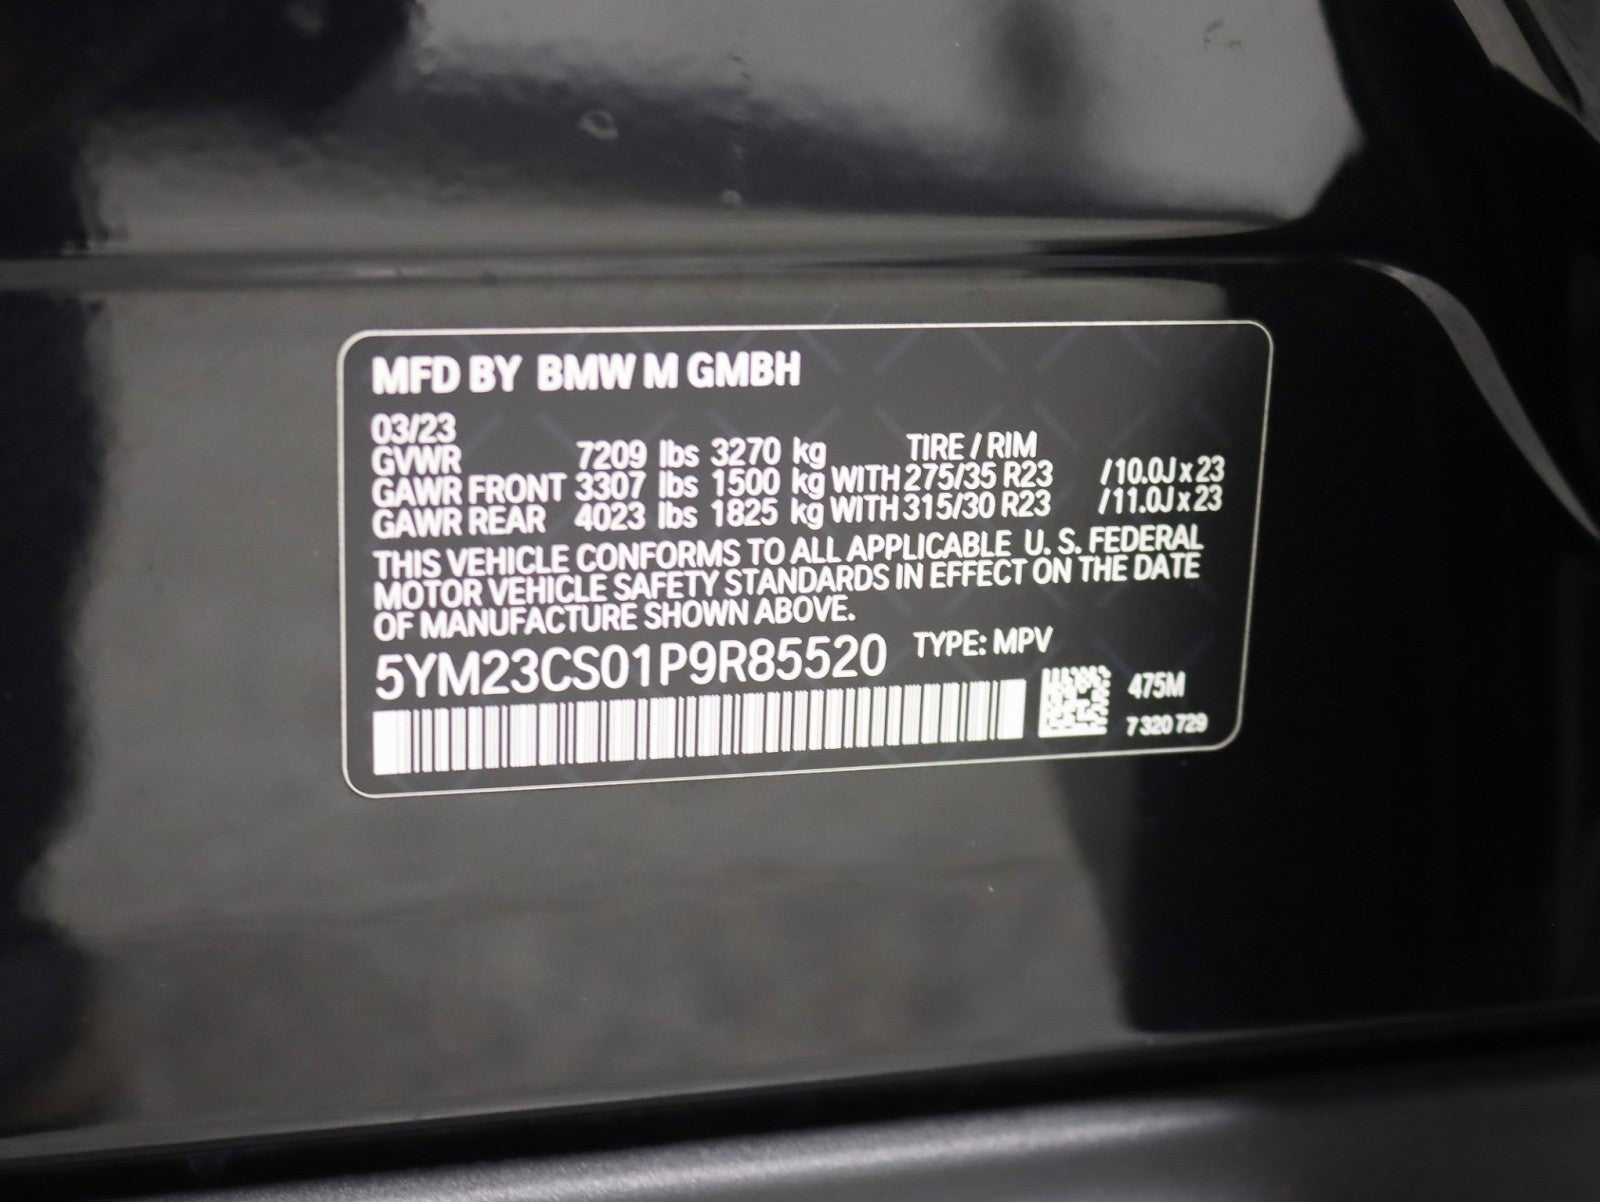 MFD BY BMW M GMBH
03/23
GVWR 7209 lbs 3270 kg TIRE / RIM
GAWR FRONT 3307 lbs 1500 kg WITH 275/35 R23 /10.0J x 23
GAWR REAR 4023 lbs 1825 kg WITH 315/30 R23 /11.0J x 23
THIS VEHICLE CONFORMS TO ALL APPLICABLE U. S. FEDERAL
MOTOR VEHICLE SAFETY STANDARDS IN EFFECT ON THE DATE
OF MANUFACTURE SHOWN ABOVE.
5YM23CS01P9R85520 TYPE: MPV
475M
7 320 729